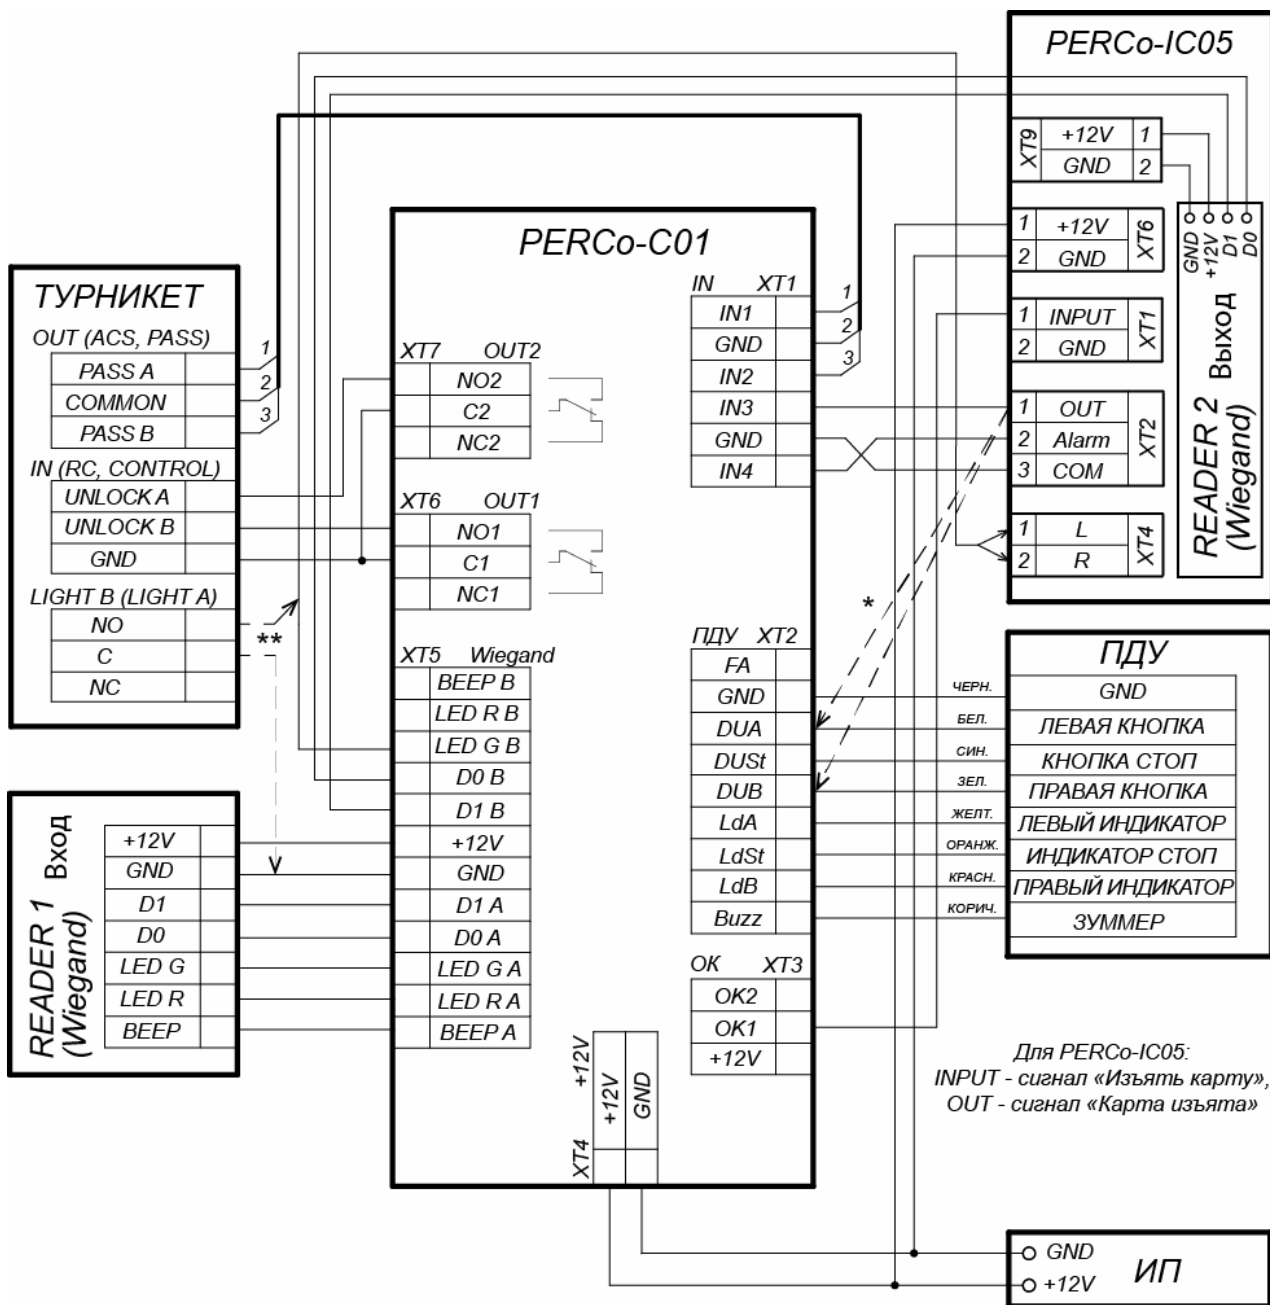 PERCo-IC05
XT9
+12V 1
GND 2
1 +12V
2 GND
XT6
1 INPUT
2 GND
XT1
1 OUT
2 Alarm
3 COM
XT2
1 L
2 R
XT4
GND
+12V
D1
D0
READER 2 Выход
(Wiegand)
PERCo-C01
IN XT1
IN1
GND
IN2
IN3
GND
IN4
1
2
3
ТУРНИКЕТ
OUT (ACS, PASS)
PASS A
COMMON
PASS B
1
2
3
IN (RC, CONTROL)
UNLOCK A
UNLOCK B
GND
LIGHT B (LIGHT A)
NO
C
NC
**
XT7 OUT2
NO2
C2
NC2
XT6 OUT1
NO1
C1
NC1
XT5 Wiegand
BEEP B
LED R B
LED G B
D0 B
D1 B
+12V
GND
D1 A
D0 A
LED G A
LED R A
BEEP A
*
ПДУ XT2
FA
GND
DUA
DUSt
DUB
LdA
LdSt
LdB
Buzz
ЧЕРН.
БЕЛ.
СИН.
ЗЕЛ.
ЖЕЛТ.
ОРАНЖ.
КРАСН.
КОРИЧ.
ПДУ
GND
ЛЕВАЯ КНОПКА
КНОПКА СТОП
ПРАВАЯ КНОПКА
ЛЕВЫЙ ИНДИКАТОР
ИНДИКАТОР СТОП
ПРАВЫЙ ИНДИКАТОР
ЗУММЕР
READER 1 Вход
(Wiegand)
+12V
GND
D1
D0
LED G
LED R
BEEP
ОК XT3
OK2
OK1
+12V
XT4 +12V
+12V
GND
Для PERCo-IC05:
INPUT - сигнал «Изъять карту»,
OUT - сигнал «Карта изъята»
GND
+12V
ИП